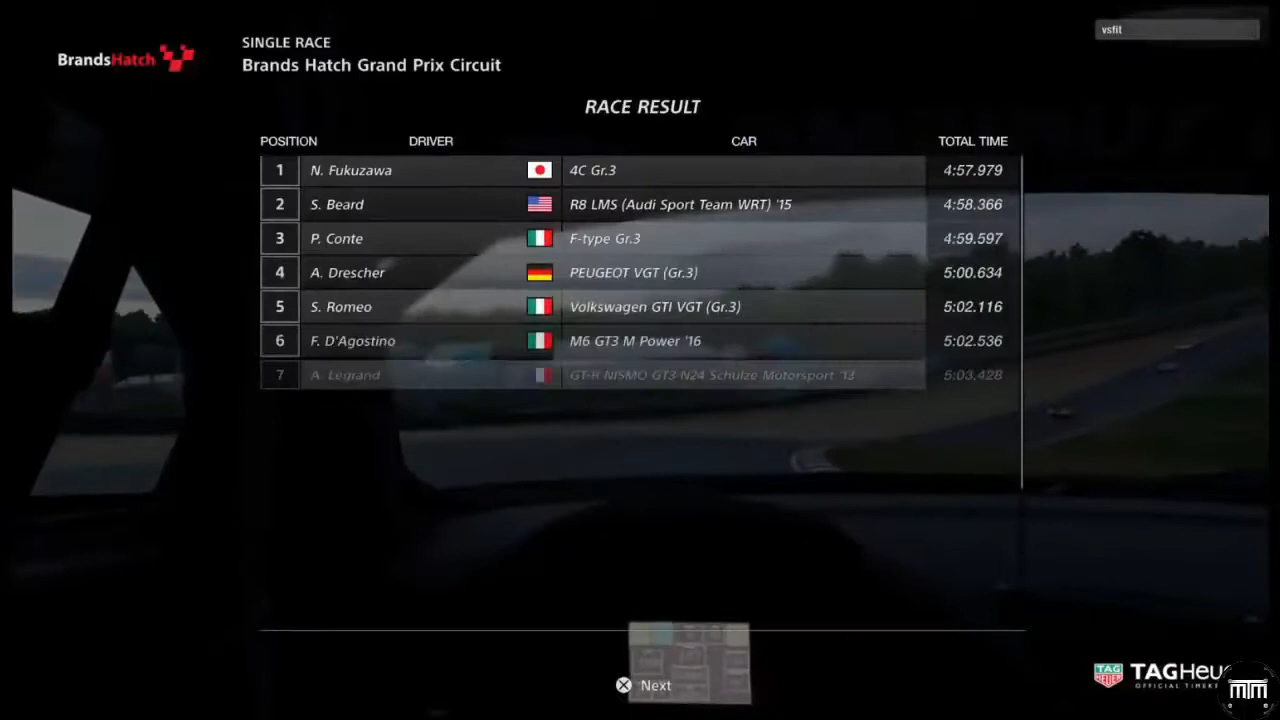 BrandsHatch
SINGLE RACE
Brands Hatch Grand Prix Circuit
vsfit
RACE RESULT
POSITION DRIVER CAR TOTAL TIME
1 N. Fukuzawa 4C Gr.3 4:57.979
2 S. Beard R8 LMS (Audi Sport Team WRT) '15 4:58.366
3 P. Conte F-type Gr.3 4:59.597
4 A. Drescher PEUGEOT VGT (Gr.3) 5:00.634
5 S. Romeo Volkswagen GTI VGT (Gr.3) 5:02.116
6 F. D'Agostino M6 GT3 M Power '16 5:02.536
7 A. Legrand GT-R NISMO GT3 N24 Schulze Motorsport '13 5:03.428
Next
TAG HEUER
TAGHeu
OFFICIAL
MTM